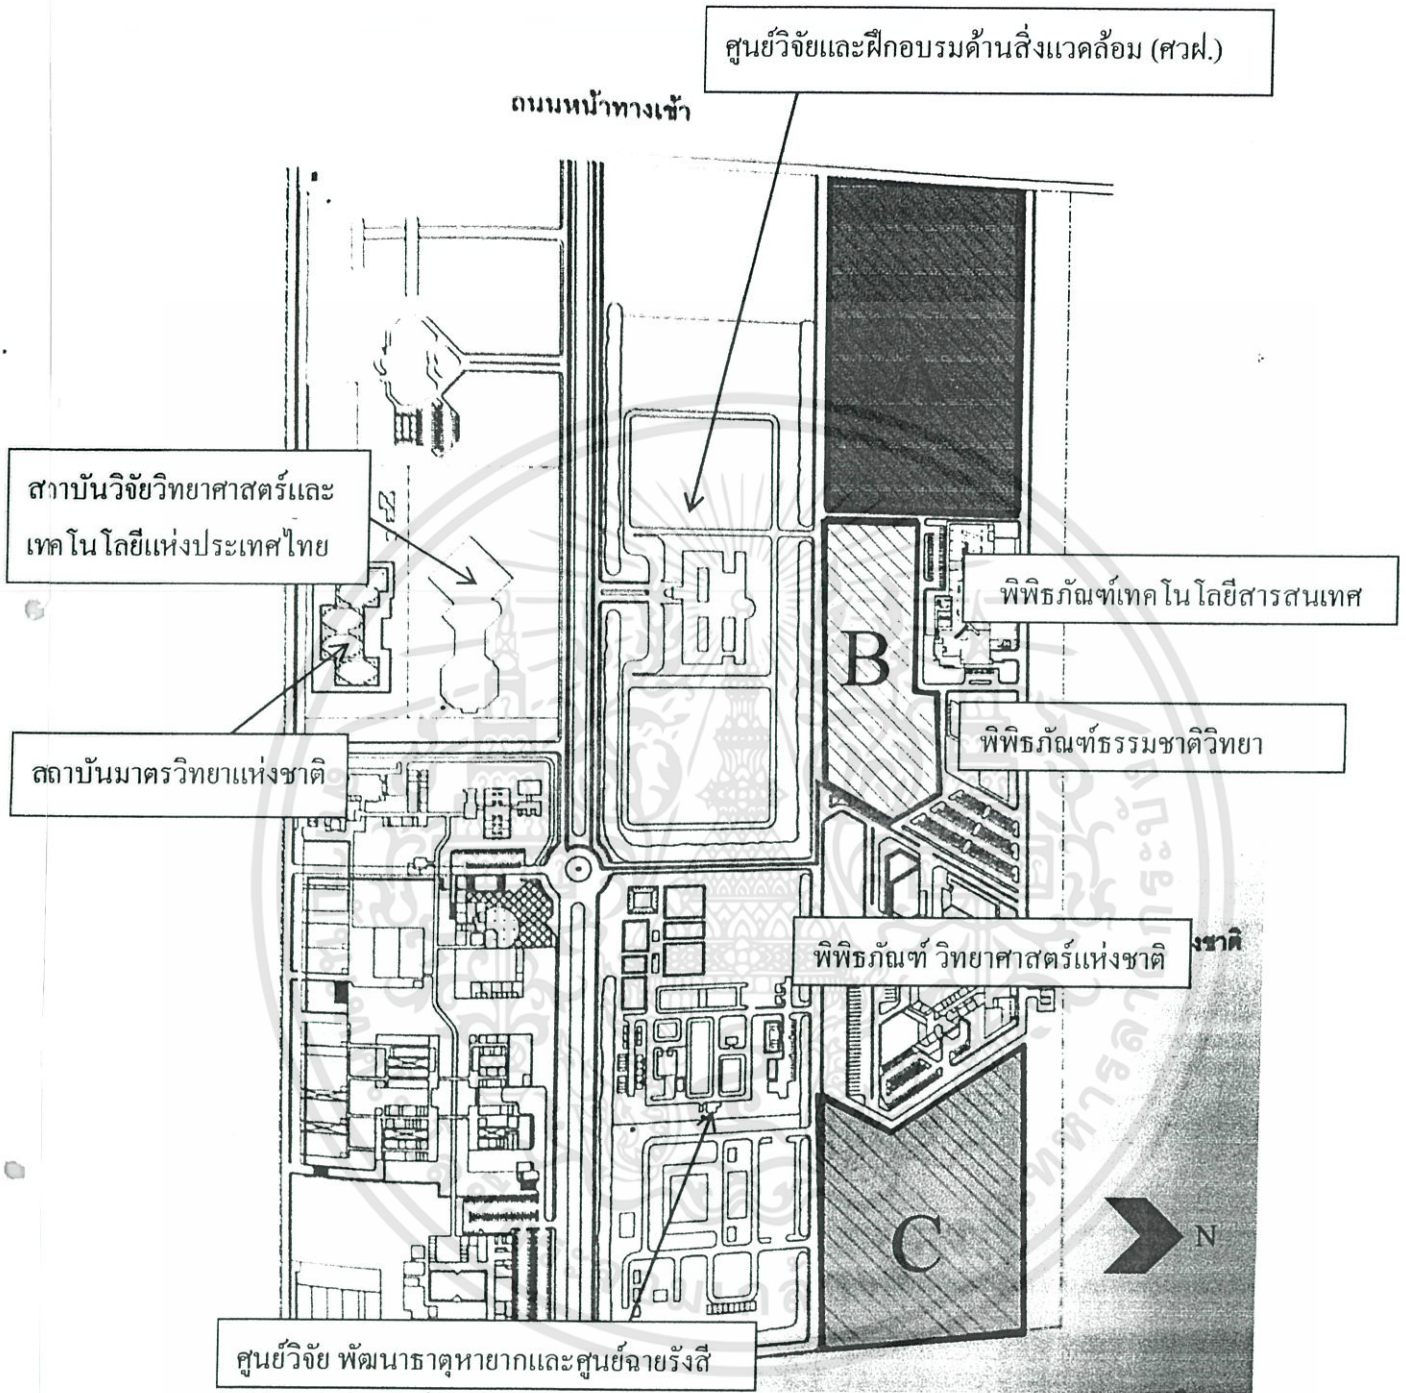 ศูนย์วิจัยและฝึกอบรมด้านสิ่งแวดล้อม (ศวฝ.)
ถนนหน้าทางเข้า
สถาบันวิจัยวิทยาศาสตร์และ
เทคโนโลยีแห่งประเทศไทย
พิพิธภัณฑ์เทคโนโลยีสารสนเทศ
B
พิพิธภัณฑ์ธรรมชาติวิทยา
สถาบันมาตรวิทยาแห่งชาติ
พิพิธภัณฑ์ วิทยาศาสตร์แห่งชาติ
งชาติ
C
N
ศูนย์วิจัย พัฒนาธาตุหายากและศูนย์ฉายรังสี